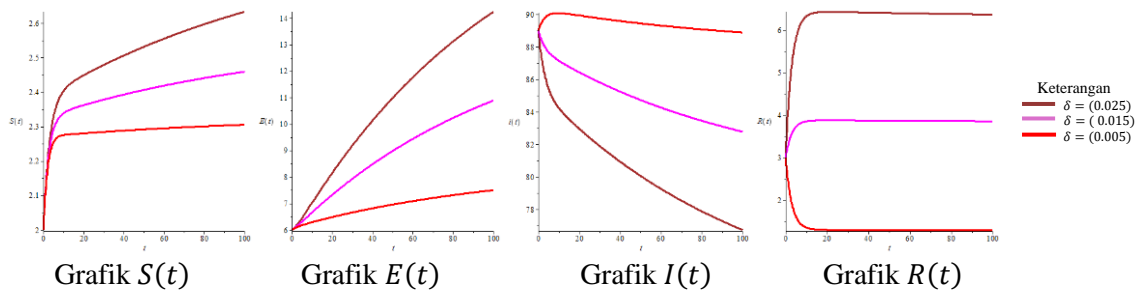 2.6
2.5
2.4
2.3
2.2
2.1
2
S(t)
0 20 40 60 80 100
t
Grafik S(t)
14
13
12
11
10
9
8
7
6
E(t)
0 20 40 60 80 100
t
Grafik E(t)
90
88
86
84
82
80
78
I(t)
0 20 40 60 80 100
t
Grafik I(t)
6
5
4
3
2
R(t)
0 20 40 60 80 100
t
Grafik R(t)
Keterangan
δ = (0.025)
δ = ( 0.015)
δ = (0.005)